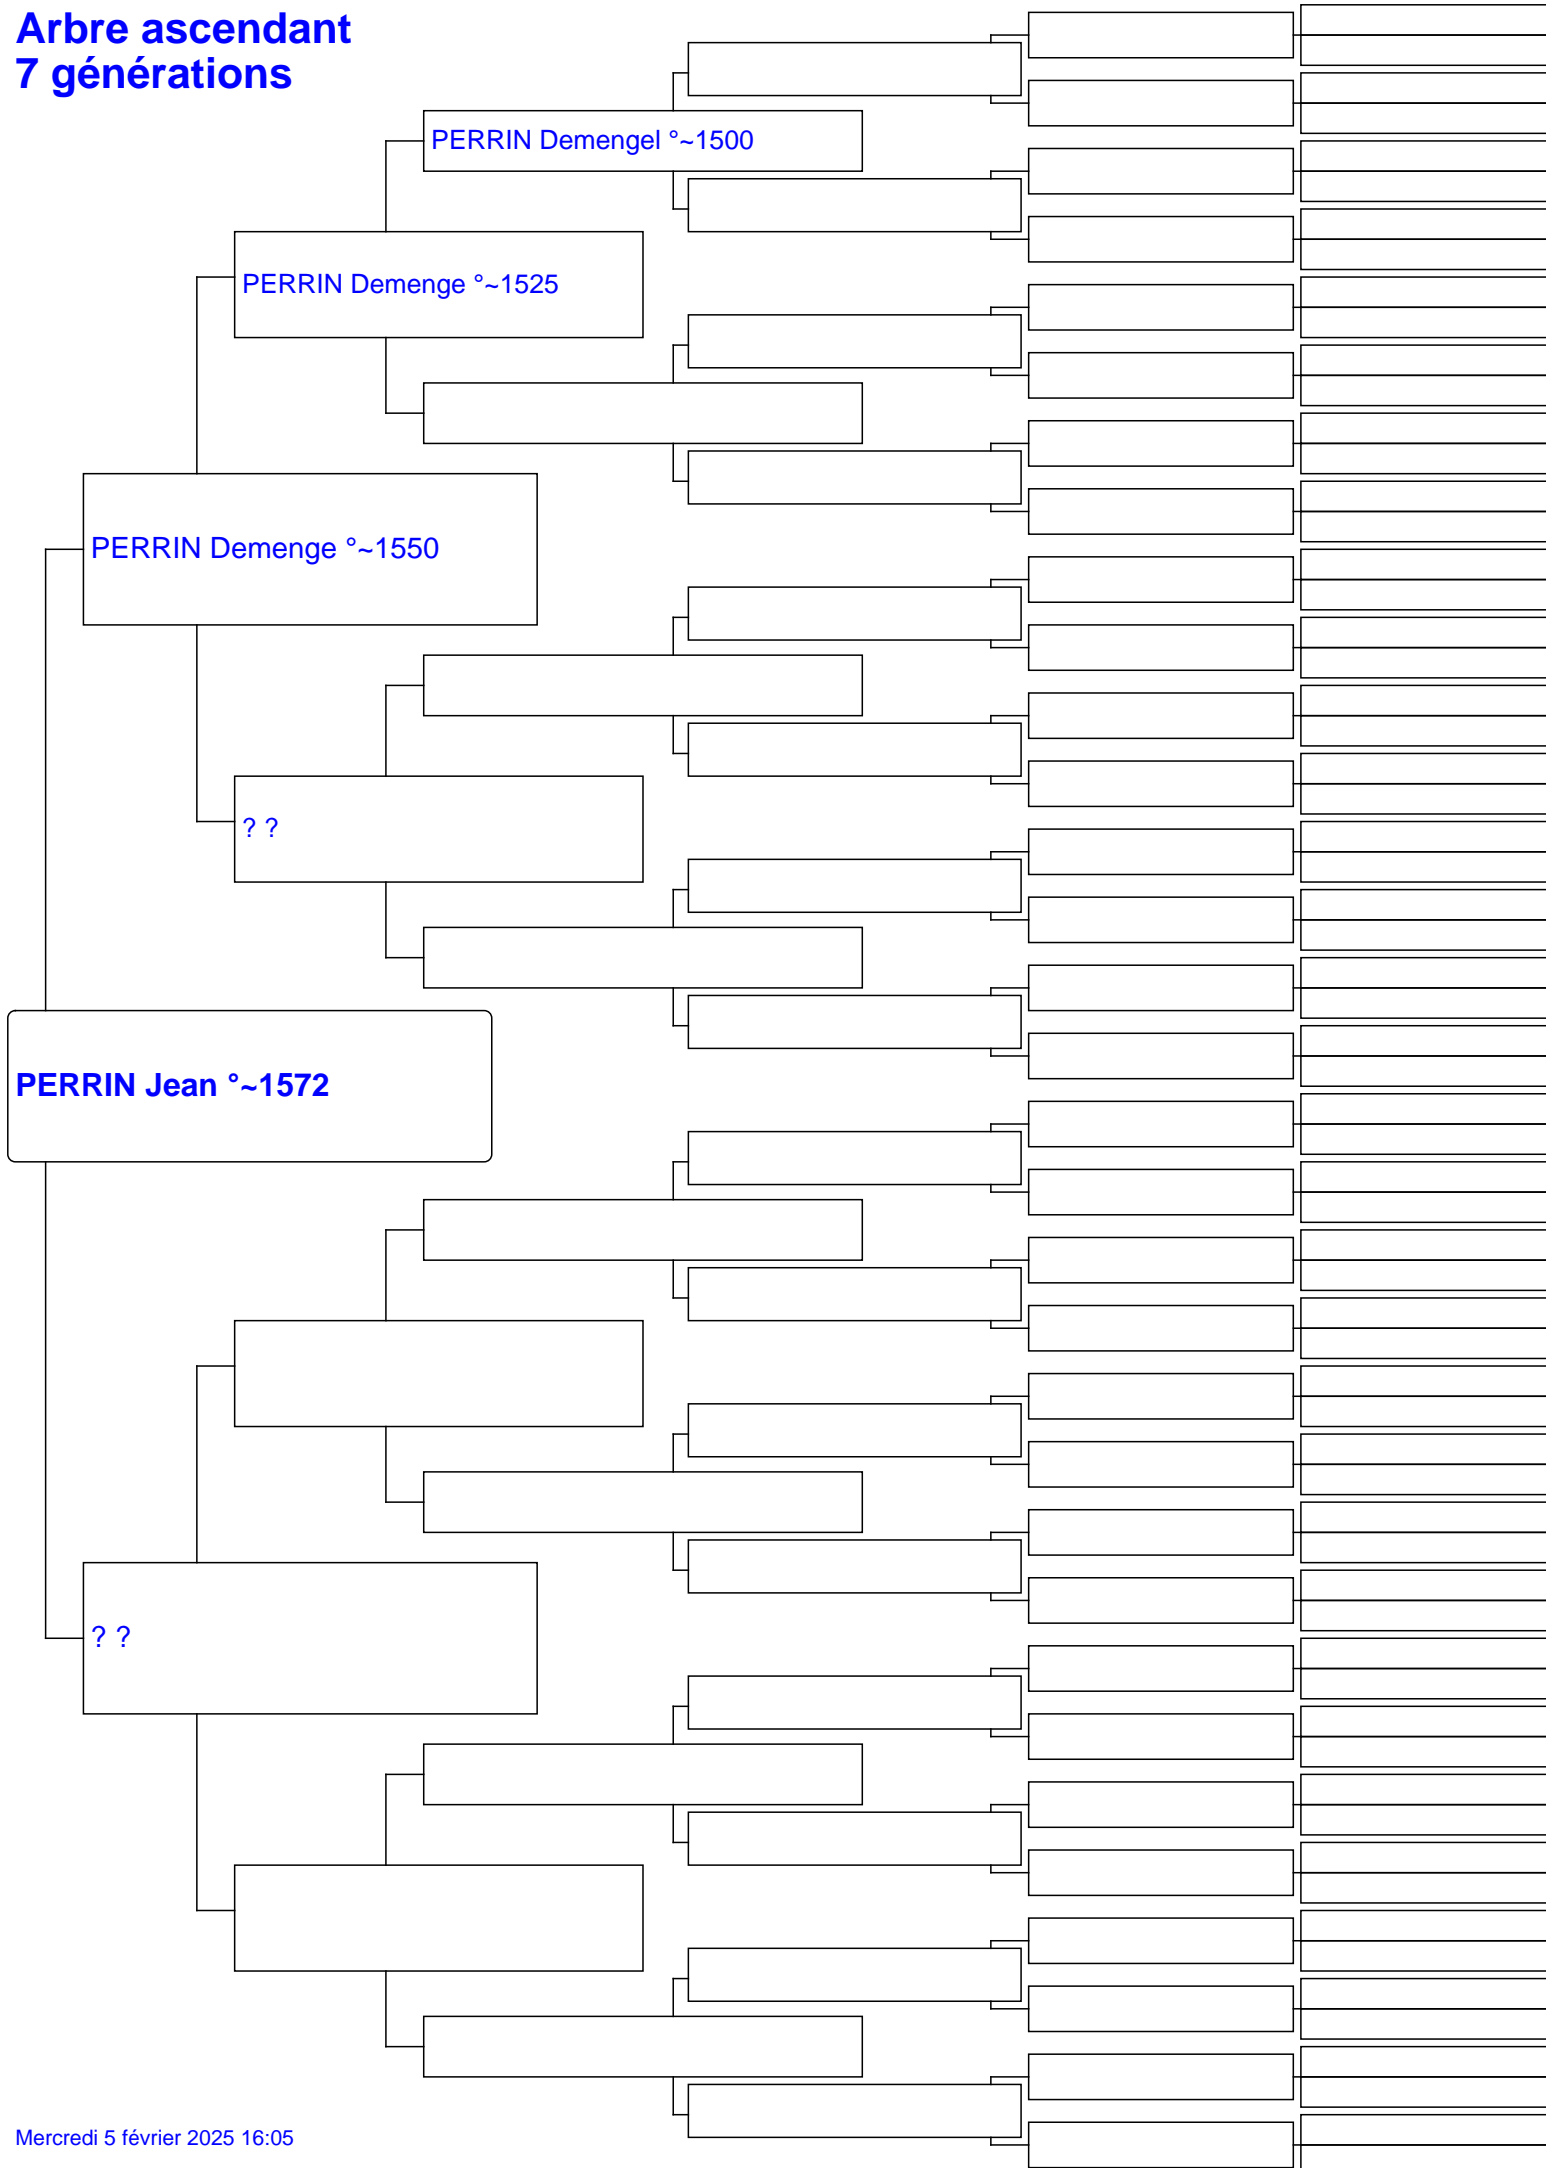 Arbre ascendant
7 générations
PERRIN Demengel °~1500
PERRIN Demenge °~1525
PERRIN Demenge °~1550
? ?
PERRIN Jean °~1572
? ?
Mercredi 5 février 2025 16:05